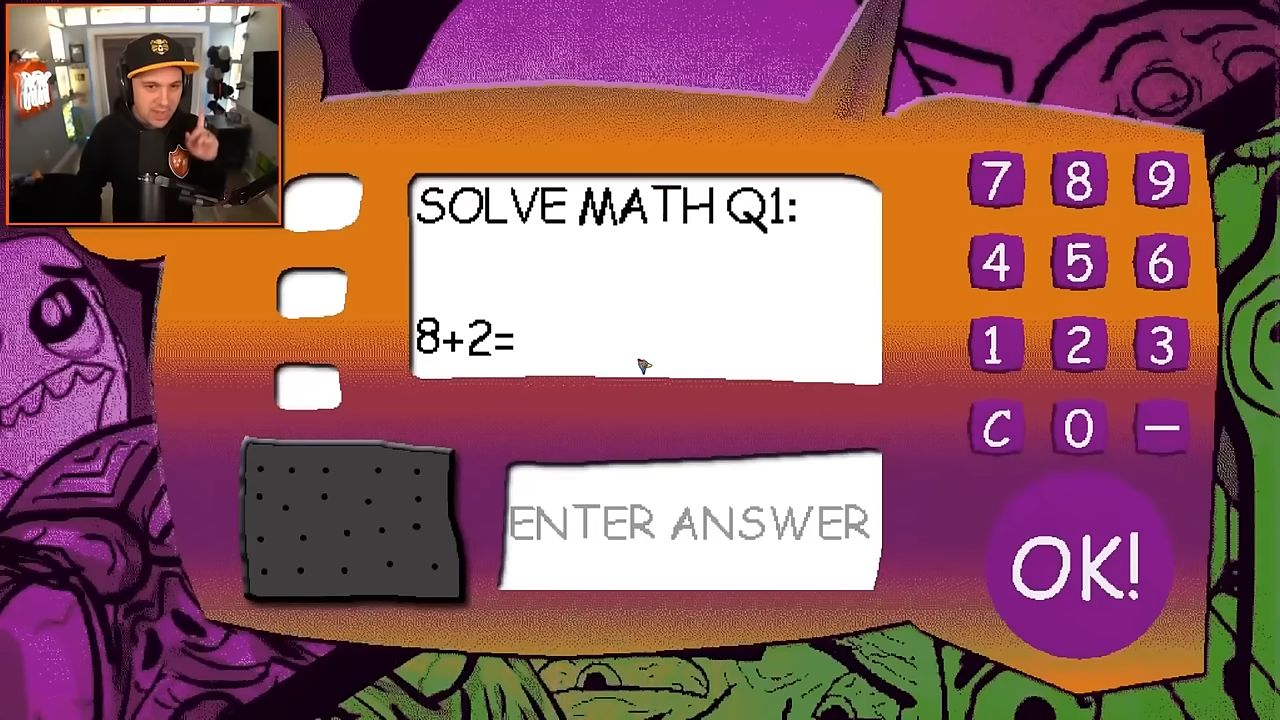 SOLVE MATH Q1:
8+2=
7 8 9
4 5 6
1 2 3
C 0 −
ENTER ANSWER
OK!